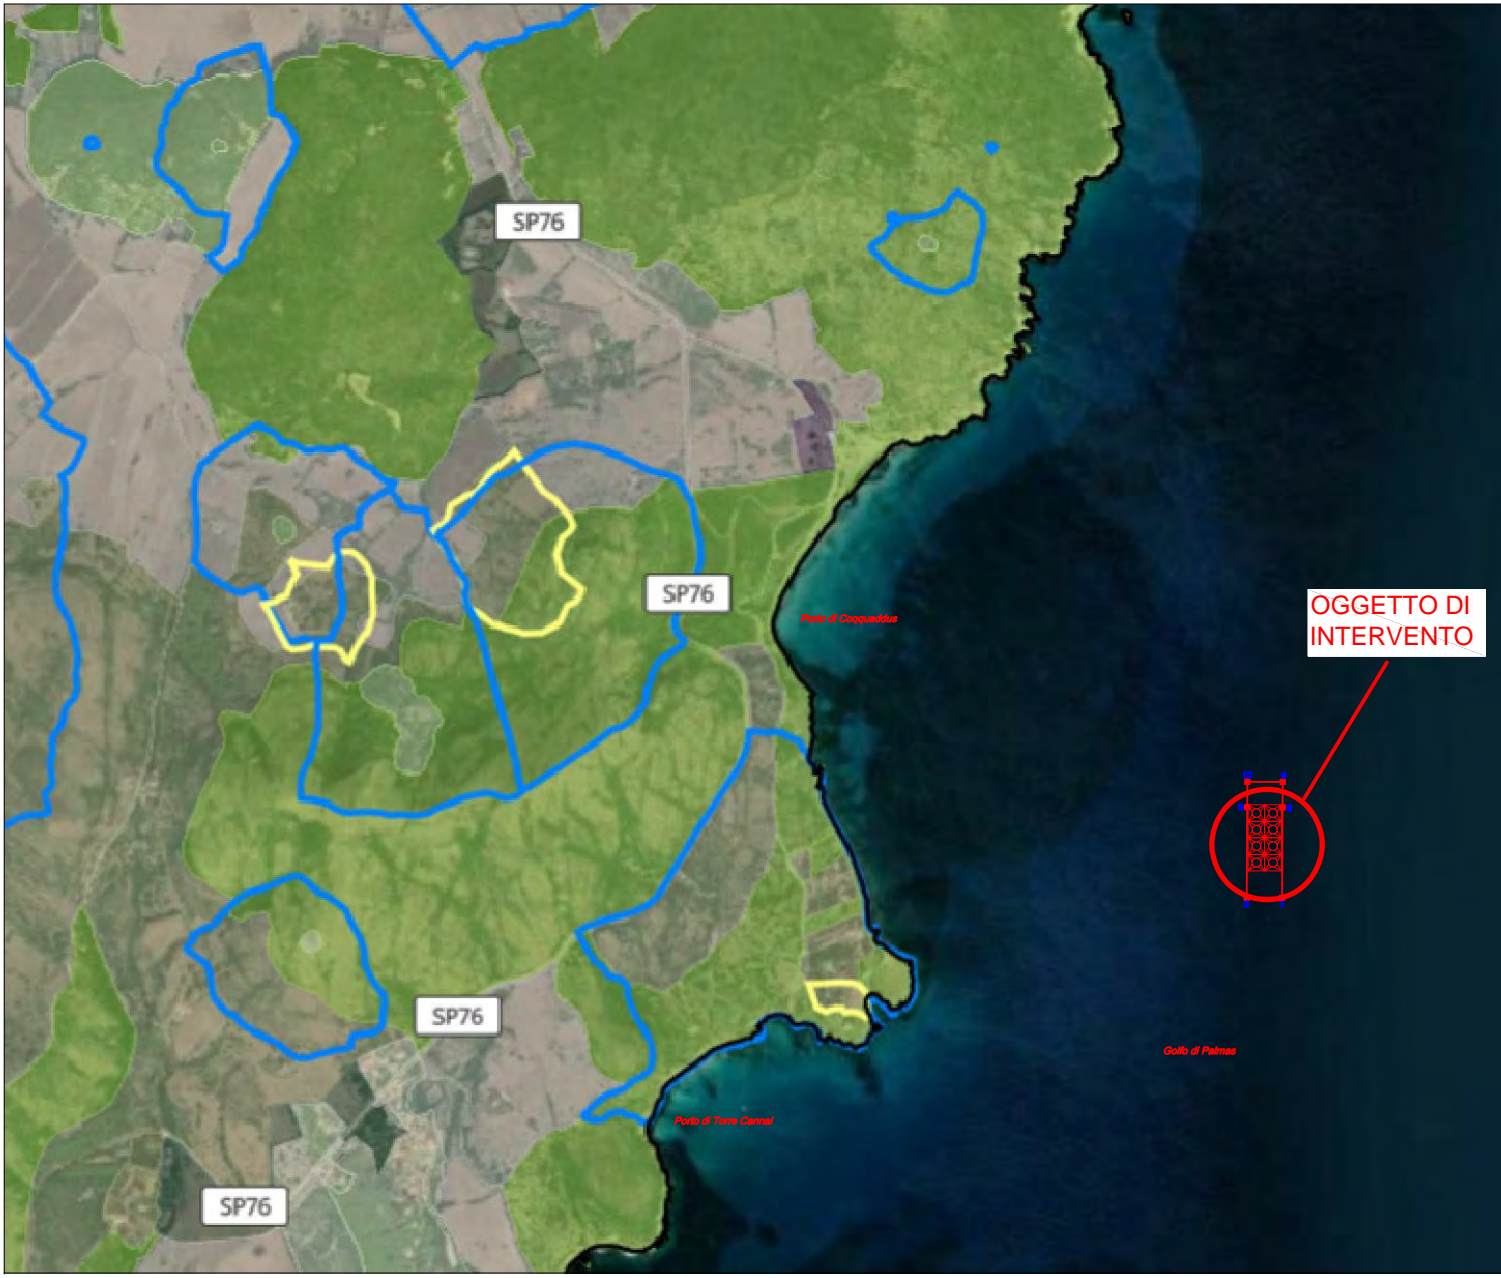 SP76
OGGETTO DI
INTERVENTO
SP76
Porto di Coqquaddus
SP76
Golfo di Palmas
Porto di Torre Cannai
SP76